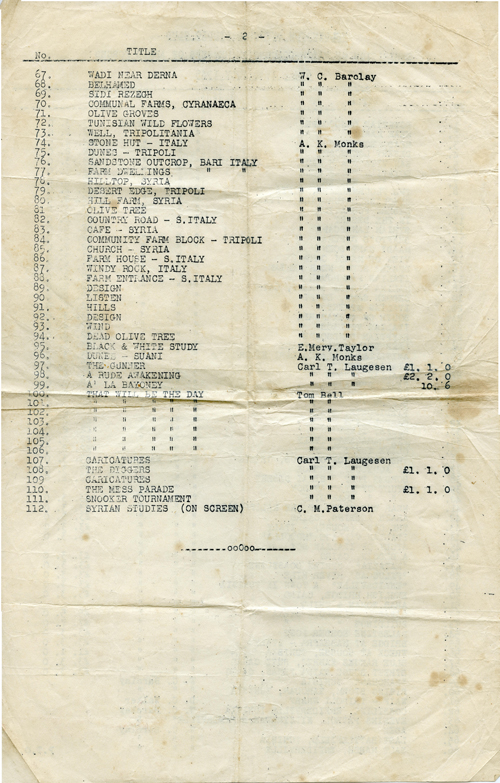 - 2 -
No. TITLE
67. WADI NEAR DERNA W. C. Barclay
68. BELHAMED " " "
69. SIDI REZEGH " " "
70. COMMUNAL FARMS, CYRANAECA " " "
71. OLIVE GROVES " " "
72. TUNISIAN WILD FLOWERS " " "
73. WELL, TRIPOLITANIA " " "
74. STONE HUT - ITALY A. K. Monks
75. DUNES - TRIPOLI " " "
76. SANDSTONE OUTCROP, BARI ITALY " " "
77. FARM DWELLINGS " " " " "
78. HILLTOP, SYRIA " " "
79. DESERT EDGE, TRIPOLI " " "
80. HILL FARM, SYRIA " " "
81 OLIVE TREE " " "
82. COUNTRY ROAD - S.ITALY " " "
83. CAFE - SYRIA " " "
84. COMMUNITY FARM BLOCK - TRIPOLI " " "
85. CHURCH - SYRIA " " "
86. FARM HOUSE - S.ITALY " " "
87. WINDY ROCK, ITALY " " "
88. FARM ENTRANCE - S.ITALY " " "
89. DESIGN " " "
90 LISTEN " " "
91. HILLS " " "
92. DESIGN " " "
93. WIND " " "
94. DEAD OLIVE TREE " " "
95. BLACK & WHITE STUDY E.Merv.Taylor
96. DUNES - SUANI A. K. Monks
97. THE GUNNER Carl T. Laugesen £1. 1. 0
98. A RUDE AWAKENING " " " £2. 2. 0
99. A' LA BAYONEY " " " 10. 6
100. THAT WILL BE THE DAY Tom Bell
101. " " " " " " "
102. " " " " " " "
103. " " " " " " "
104. " " " " " " "
105. " " " " " " "
106. " " " " " " "
107. CARICATURES Carl T. Laugesen
108. THE DIGGERS " " " £1. 1. 0
109 CARICATURES " " "
110. THE MESS PARADE " " " £1. 1. 0
111. SNOOKER TOURNAMENT " " "
112. SYRIAN STUDIES (ON SCREEN) C. M.Paterson
--------ooOoo-------